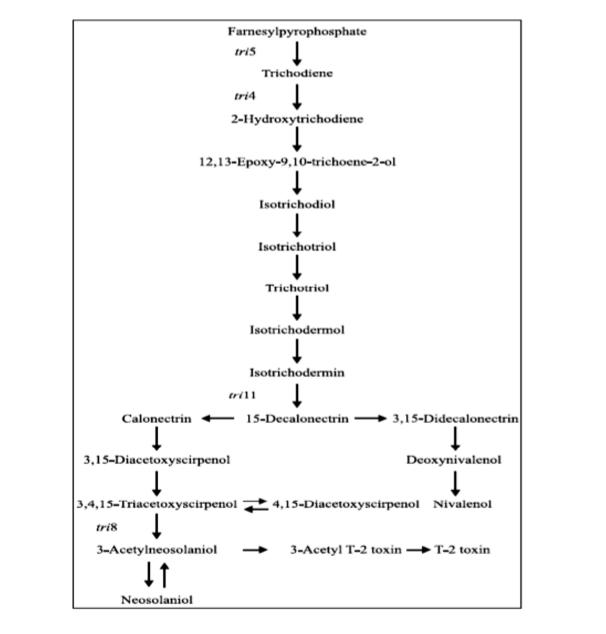 Farnesylpyrophosphate
tri5
Trichodiene
tri4
2-Hydroxytrichodiene
12,13-Epoxy-9,10-trichoene-2-ol
Isotrichodiol
Isotrichotriol
Trichotriol
Isotrichodermol
Isotrichodermin
tri11
Calonectrin 15-Decalonectrin 3,15-Didecalonectrin
3,15-Diacetoxyscirpenol Deoxynivalenol
3,4,15-Triacetoxyscirpenol 4,15-Diacetoxyscirpenol Nivalenol
tri8
3-Acetylneosolaniol 3-Acetyl T-2 toxin T-2 toxin
Neosolaniol